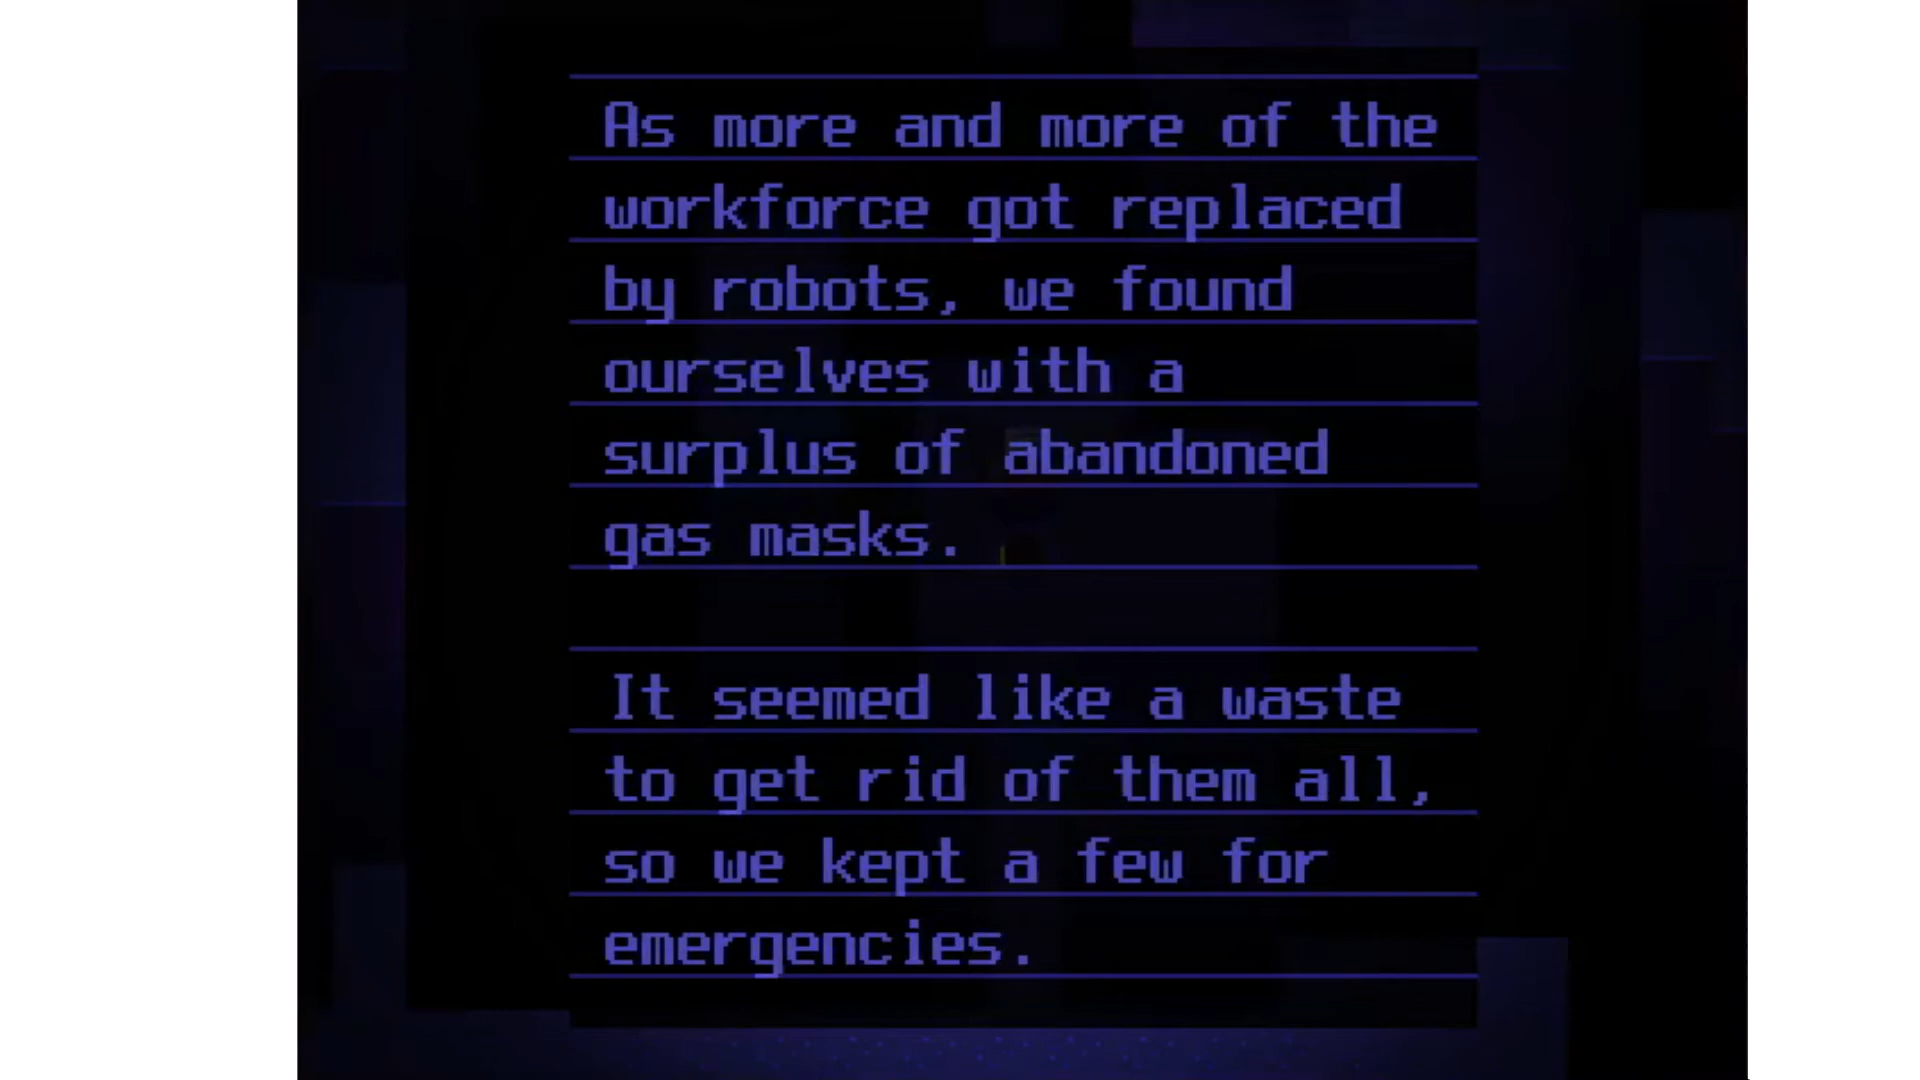 As more and more of the
workforce got replaced
by robots, we found
ourselves with a
surplus of abandoned
gas masks.
It seemed like a waste
to get rid of them all,
so we kept a few for
emergencies.